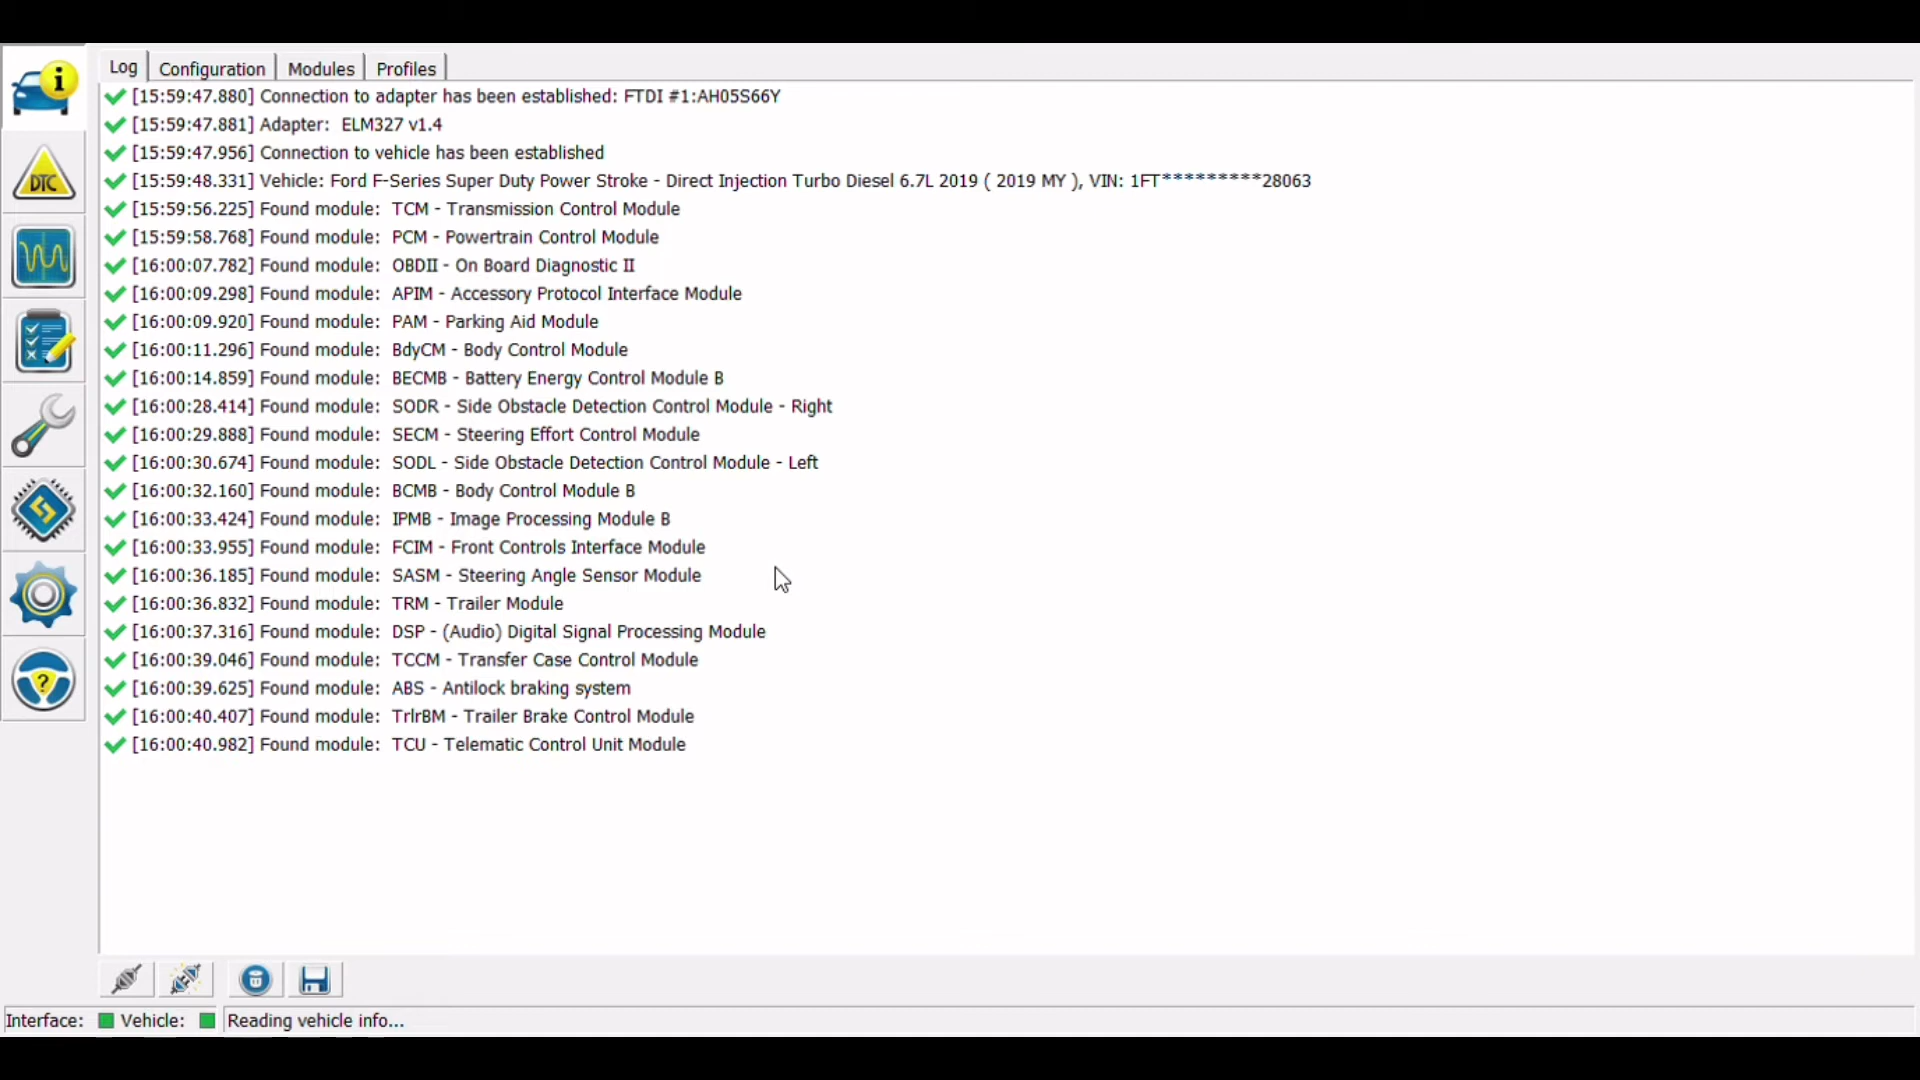 Log Configuration Modules Profiles
[15:59:47.880] Connection to adapter has been established: FTDI #1:AH05S66Y
[15:59:47.881] Adapter: ELM327 v1.4
[15:59:47.956] Connection to vehicle has been established
[15:59:48.331] Vehicle: Ford F-Series Super Duty Power Stroke - Direct Injection Turbo Diesel 6.7L 2019 ( 2019 MY ), VIN: 1FT*********28063
[15:59:56.225] Found module: TCM - Transmission Control Module
[15:59:58.768] Found module: PCM - Powertrain Control Module
[16:00:07.782] Found module: OBDII - On Board Diagnostic II
[16:00:09.298] Found module: APIM - Accessory Protocol Interface Module
[16:00:09.920] Found module: PAM - Parking Aid Module
[16:00:11.296] Found module: BdyCM - Body Control Module
[16:00:14.859] Found module: BECMB - Battery Energy Control Module B
[16:00:28.414] Found module: SODR - Side Obstacle Detection Control Module - Right
[16:00:29.888] Found module: SECM - Steering Effort Control Module
[16:00:30.674] Found module: SODL - Side Obstacle Detection Control Module - Left
[16:00:32.160] Found module: BCMB - Body Control Module B
[16:00:33.424] Found module: IPMB - Image Processing Module B
[16:00:33.955] Found module: FCIM - Front Controls Interface Module
[16:00:36.185] Found module: SASM - Steering Angle Sensor Module
[16:00:36.832] Found module: TRM - Trailer Module
[16:00:37.316] Found module: DSP - (Audio) Digital Signal Processing Module
[16:00:39.046] Found module: TCCM - Transfer Case Control Module
[16:00:39.625] Found module: ABS - Antilock braking system
[16:00:40.407] Found module: TrlrBM - Trailer Brake Control Module
[16:00:40.982] Found module: TCU - Telematic Control Unit Module
i
DTC
?
Interface: Vehicle: Reading vehicle info...